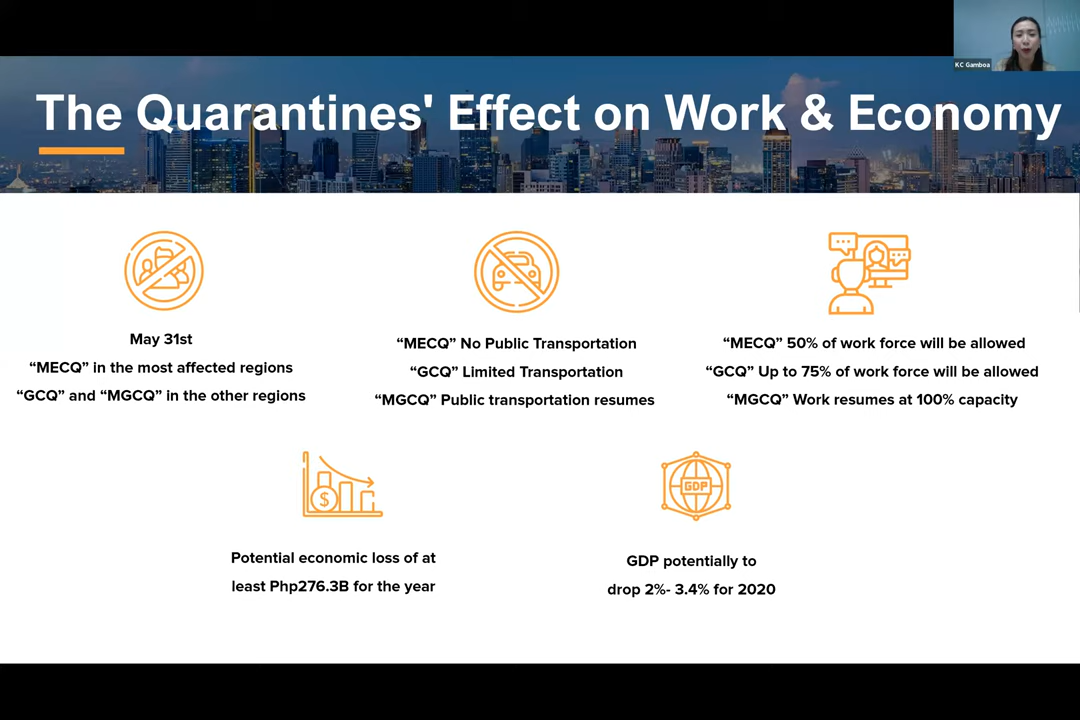 KC Gamboa
The Quarantines' Effect on Work & Economy
May 31st
“MECQ” in the most affected regions
“GCQ” and “MGCQ” in the other regions
“MECQ” No Public Transportation
“GCQ” Limited Transportation
“MGCQ” Public transportation resumes
“MECQ” 50% of work force will be allowed
“GCQ” Up to 75% of work force will be allowed
“MGCQ” Work resumes at 100% capacity
$
Potential economic loss of at
least Php276.3B for the year
GDP
GDP potentially to
drop 2%- 3.4% for 2020